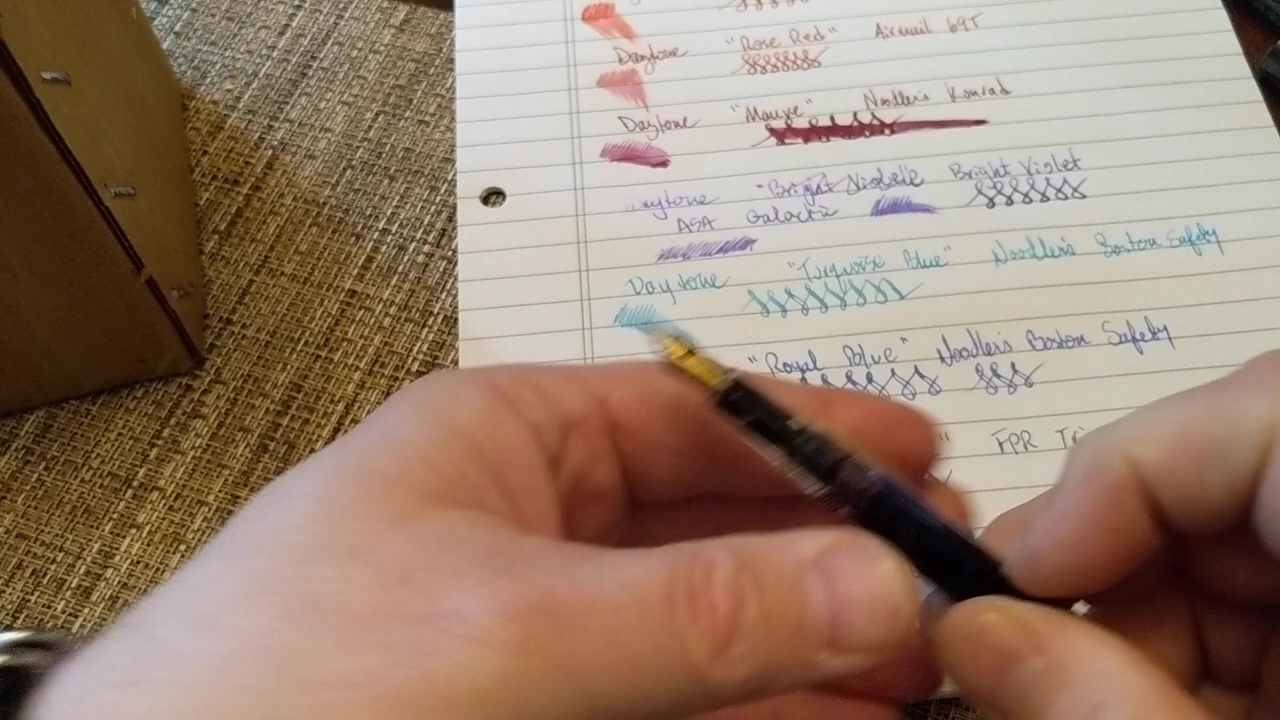 Daytone "Rose Red" Airmail 69T
Daytone "Mauve" Noodler's Konrad
Daytone "Bright Violet Bright Violet
ASA Galactic
Daytone "Turquoise Blue" Noodler's Boston Safety
"Royal Blue" Noodler's Boston Safety
" FPR